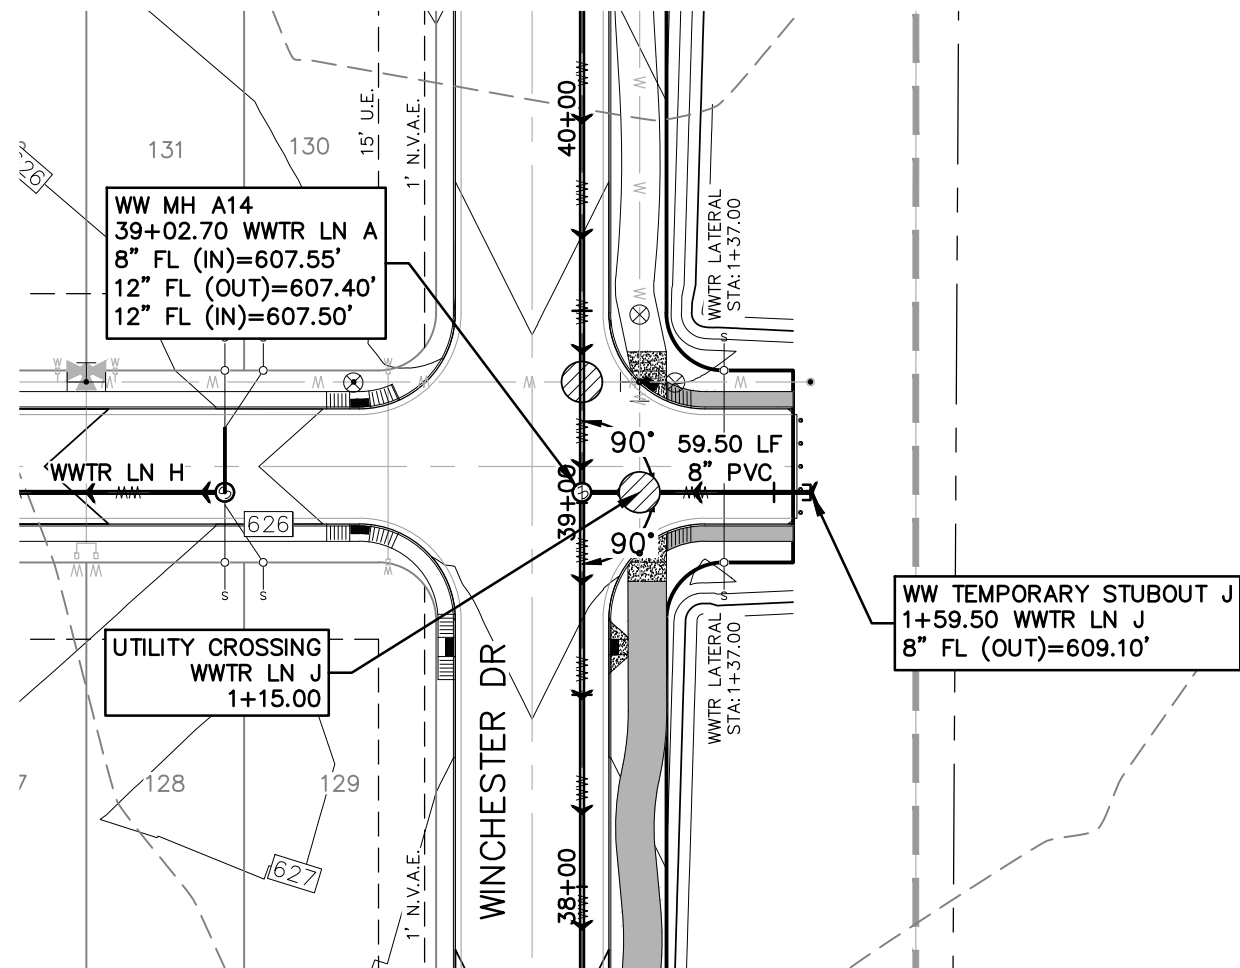 131
130
15' U.E.
1' N.V.A.E.
40+00
26
WW MH A14
39+02.70 WWTR LN A
8" FL (IN)=607.55'
12" FL (OUT)=607.40'
12" FL (IN)=607.50'
WWTR LATERAL
STA: 1+37.00
S
S
W
W
W
W
W
W
W
W
W
90°
59.50 LF
8" PVC
WWTR LN H
39+00
626
90°
S
S
S
S
WW TEMPORARY STUBOUT J
1+59.50 WWTR LN J
8" FL (OUT)=609.10'
UTILITY CROSSING
WWTR LN J
1+15.00
WINCHESTER DR
WWTR LATERAL
STA: 1+37.00
7
128
129
627
1' N.V.A.E.
38+00